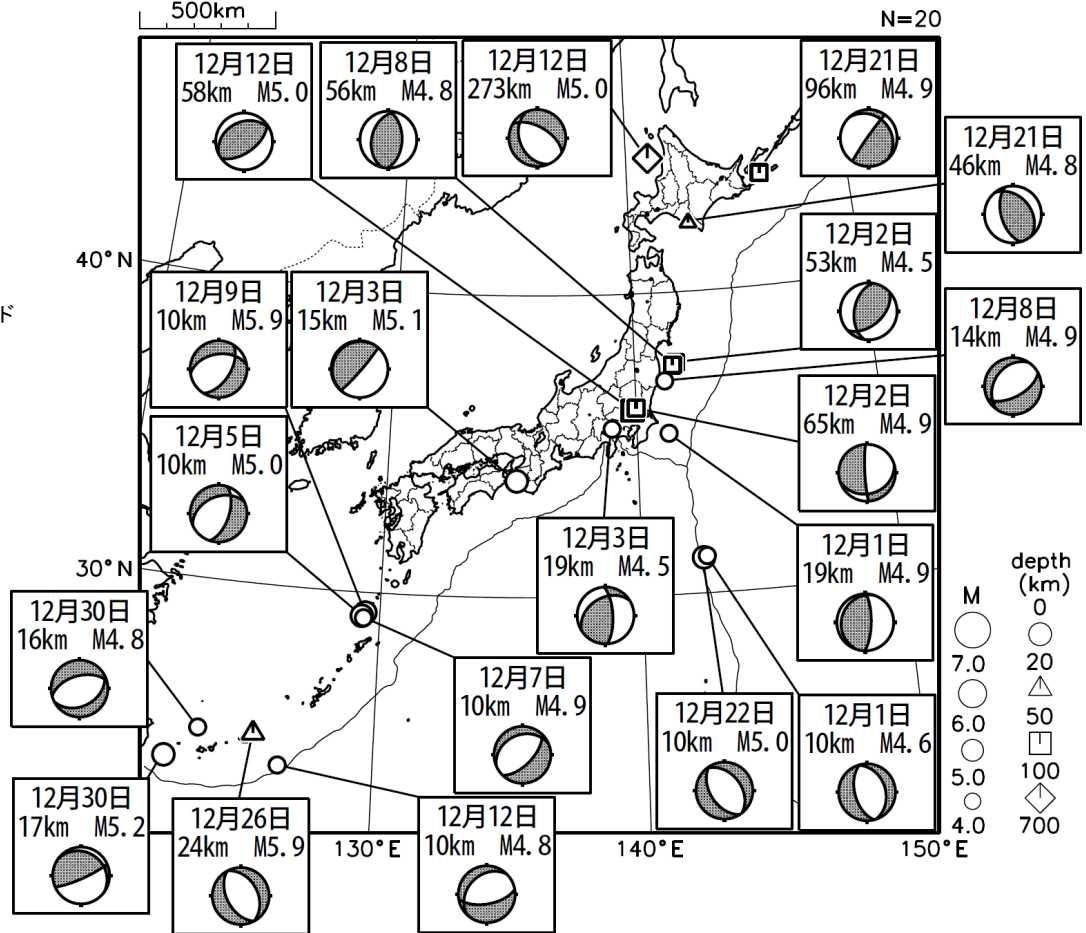 500km
N=20
12月12日
58km M5.0
12月8日
56km M4.8
12月12日
273km M5.0
12月21日
96km M4.9
12月21日
46km M4.8
40°N
12月2日
53km M4.5
12月9日
10km M5.9
12月3日
15km M5.1
ド
12月8日
14km M4.9
12月2日
65km M4.9
12月5日
10km M5.0
12月3日
19km M4.5
12月1日
19km M4.9
30°N
12月30日
16km M4.8
12月7日
10km M4.9
12月22日
10km M5.0
12月1日
10km M4.6
12月30日
17km M5.2
12月26日
24km M5.9
12月12日
10km M4.8
130°E
140°E
150°E
M
7.0
6.0
5.0
4.0
depth
(km)
0
20
50
100
700